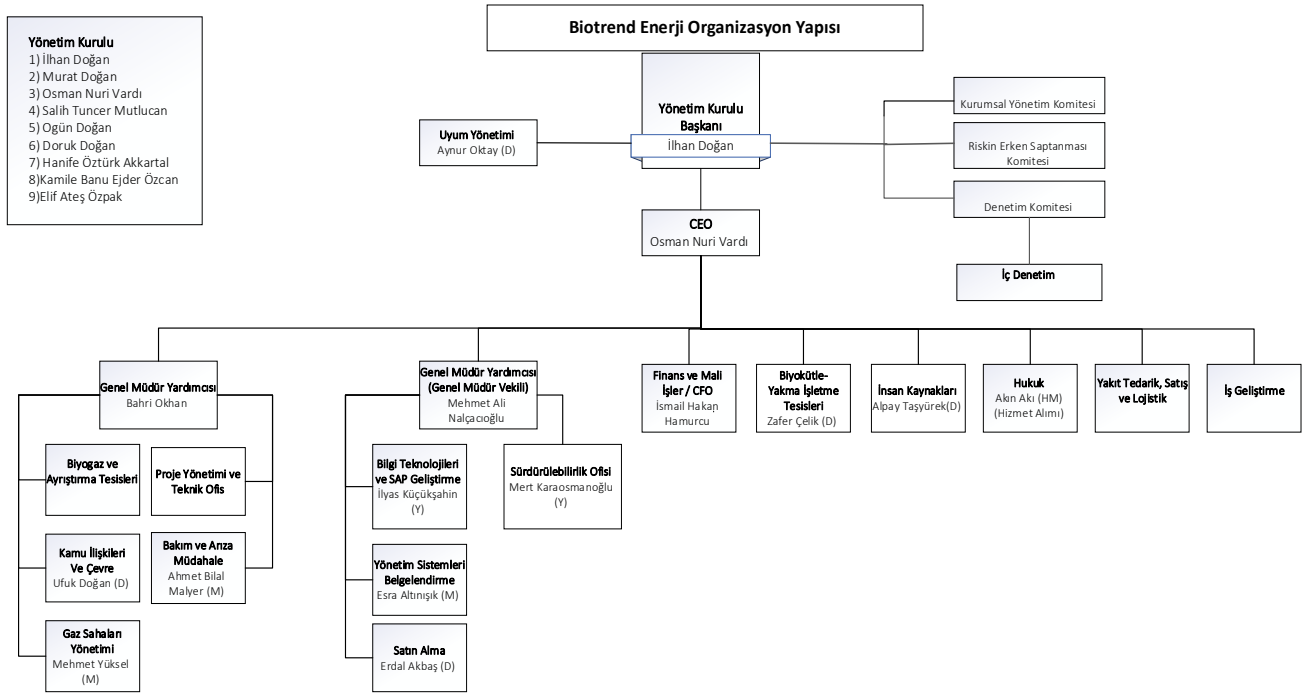 Biotrend Enerji Organizasyon Yapısı
Yönetim Kurulu
1) İlhan Doğan
2) Murat Doğan
3) Osman Nuri Vardı
4) Salih Tuncer Mutlucan
5) Ogün Doğan
6) Doruk Doğan
7) Hanife Öztürk Akkartal
8)Kamile Banu Ejder Özcan
9)Elif Ateş Özpak
Yönetim Kurulu
Başkanı
İlhan Doğan
Uyum Yönetimi
Aynur Oktay (D)
Kurumsal Yönetim Komitesi
Riskin Erken Saptanması
Komitesi
Denetim Komitesi
İç Denetim
CEO
Osman Nuri Vardı
Genel Müdür Yardımcısı
Bahri Okhan
Biyogaz ve
Ayrıştırma Tesisleri
Proje Yönetimi ve
Teknik Ofis
Kamu İlişkileri
Ve Çevre
Ufuk Doğan (D)
Bakım ve Arıza
Müdahale
Ahmet Bilal
Malyer (M)
Gaz Sahaları
Yönetimi
Mehmet Yüksel
(M)
Genel Müdür Yardımcısı
(Genel Müdür Vekili)
Mehmet Ali
Nalçacıoğlu
Bilgi Teknolojileri
ve SAP Geliştirme
İlyas Küçükşahin
(Y)
Sürdürülebilirlik Ofisi
Mert Karaosmanoğlu
(Y)
Yönetim Sistemleri
Belgelendirme
Esra Altınışık (M)
Satın Alma
Erdal Akbaş (D)
Finans ve Mali
İşler / CFO
İsmail Hakan
Hamurcu
Biyokütle-
Yakma İşletme
Tesisleri
Zafer Çelik (D)
İnsan Kaynakları
Alpay Taşyürek(D)
Hukuk
Akın Akı (HM)
(Hizmet Alımı)
Yakıt Tedarik, Satış
ve Lojistik
İş Geliştirme